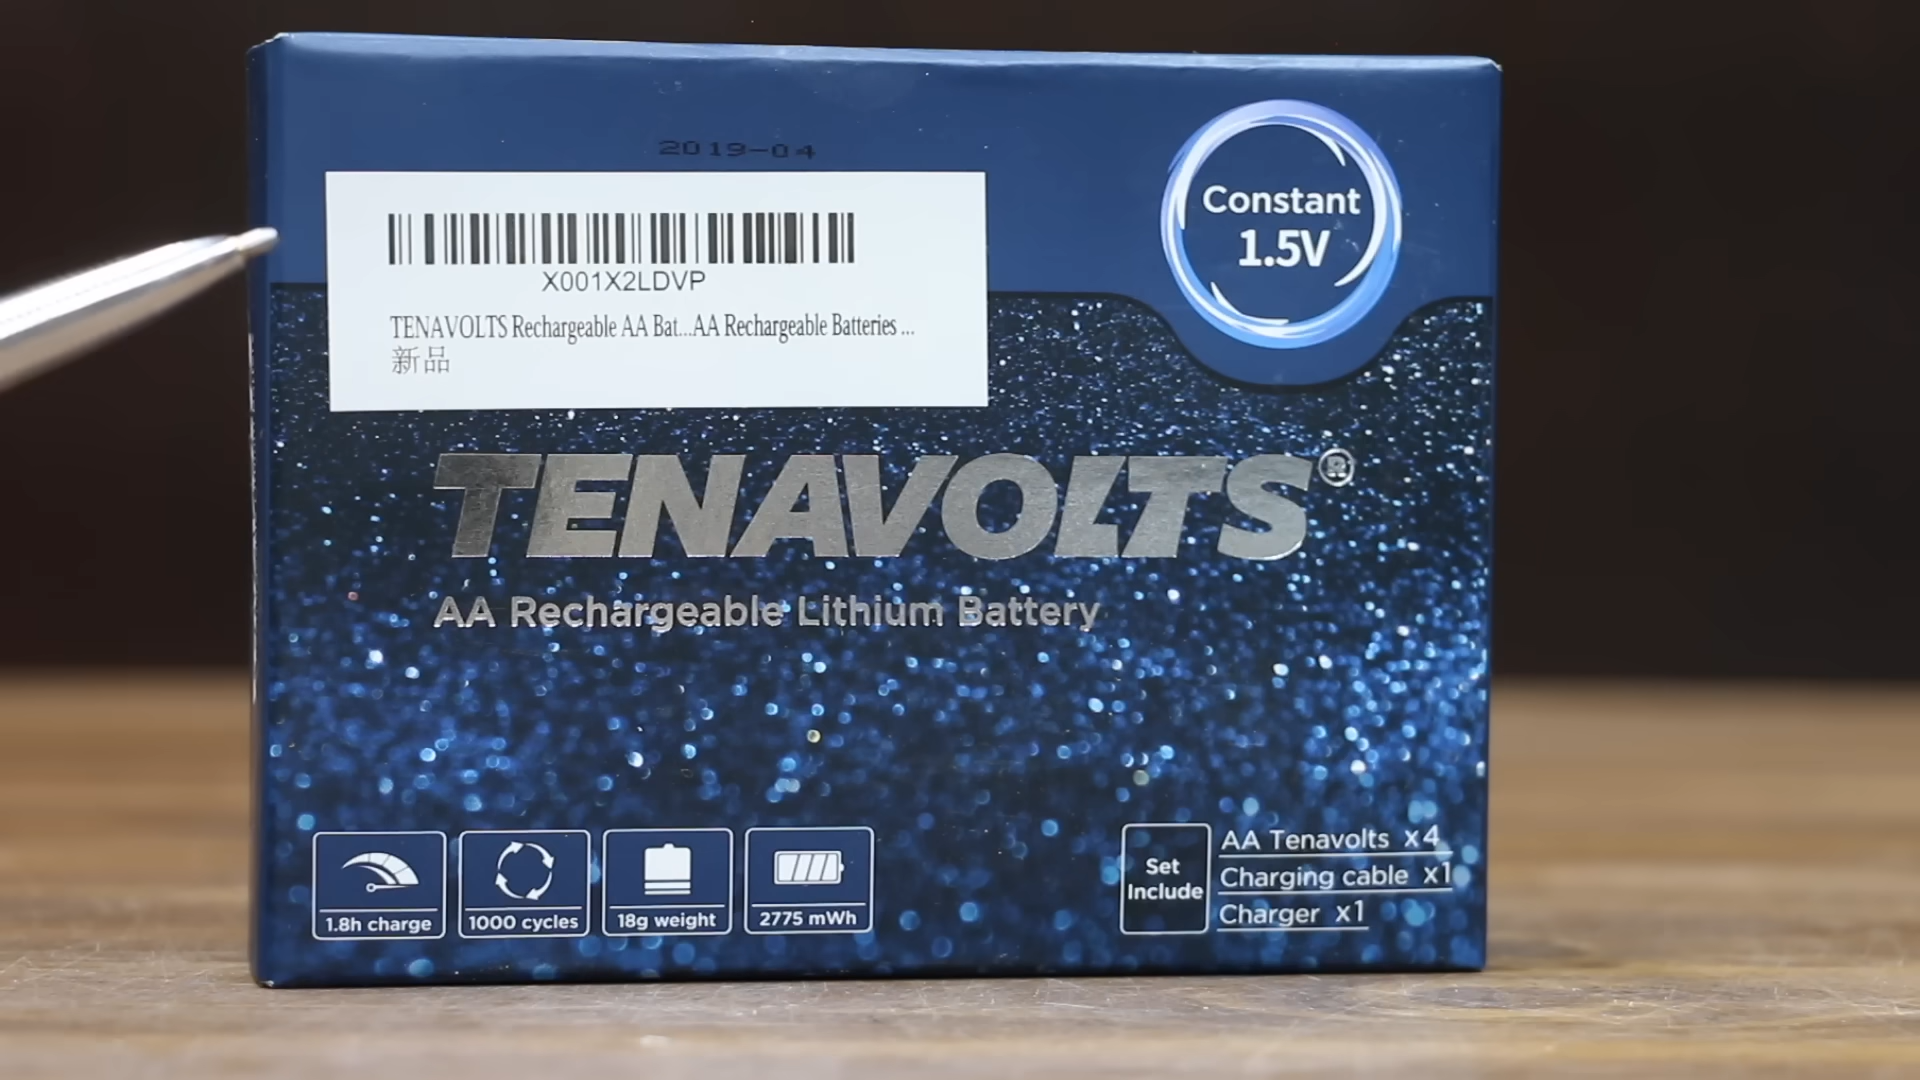 2019-04
X001X2LDVP
TENAVOLTS Rechargeable AA Bat...AA Rechargeable Batteries ...
新品
Constant
1.5V
TENAVOLTS®
AA Rechargeable Lithium Battery
1.8h charge
1000 cycles
18g weight
2775 mWh
Set
Include
AA Tenavolts x4
Charging cable x1
Charger x1